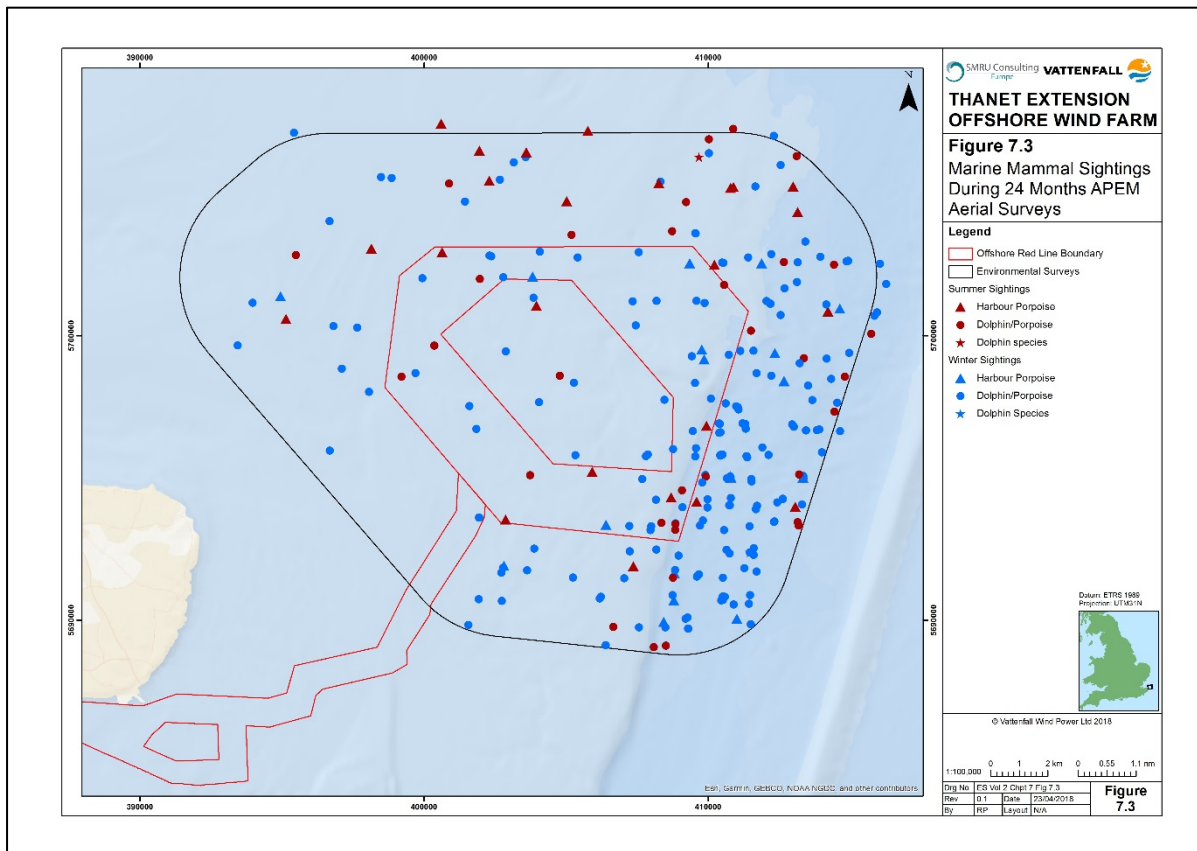 390000
400000
410000
5700000
5690000
5700000
5690000
390000
400000
410000
Esri, Garmin, GEBCO, NOAA NGDC, and other contributors
N
SMRU Consulting
Europe
VATTENFALL
THANET EXTENSION
OFFSHORE WIND FARM
Figure 7.3
Marine Mammal Sightings
During 24 Months APEM
Aerial Surveys
Legend
Offshore Red Line Boundary
Environmental Surveys
Summer Sightings
Harbour Porpoise
Dolphin/Porpoise
Dolphin species
Winter Sightings
Harbour Porpoise
Dolphin/Porpoise
Dolphin Species
Datum: ETRS 1989
Projection: UTM31N
© Vattenfall Wind Power Ltd 2018
1:100,000
0 1 2 km
0 0.55 1.1 nm
Drg No ES Vol 2 Chpt 7 Fig 7.3
Rev 0.1 Date 23/04/2018
By RP Layout N/A
Figure
7.3